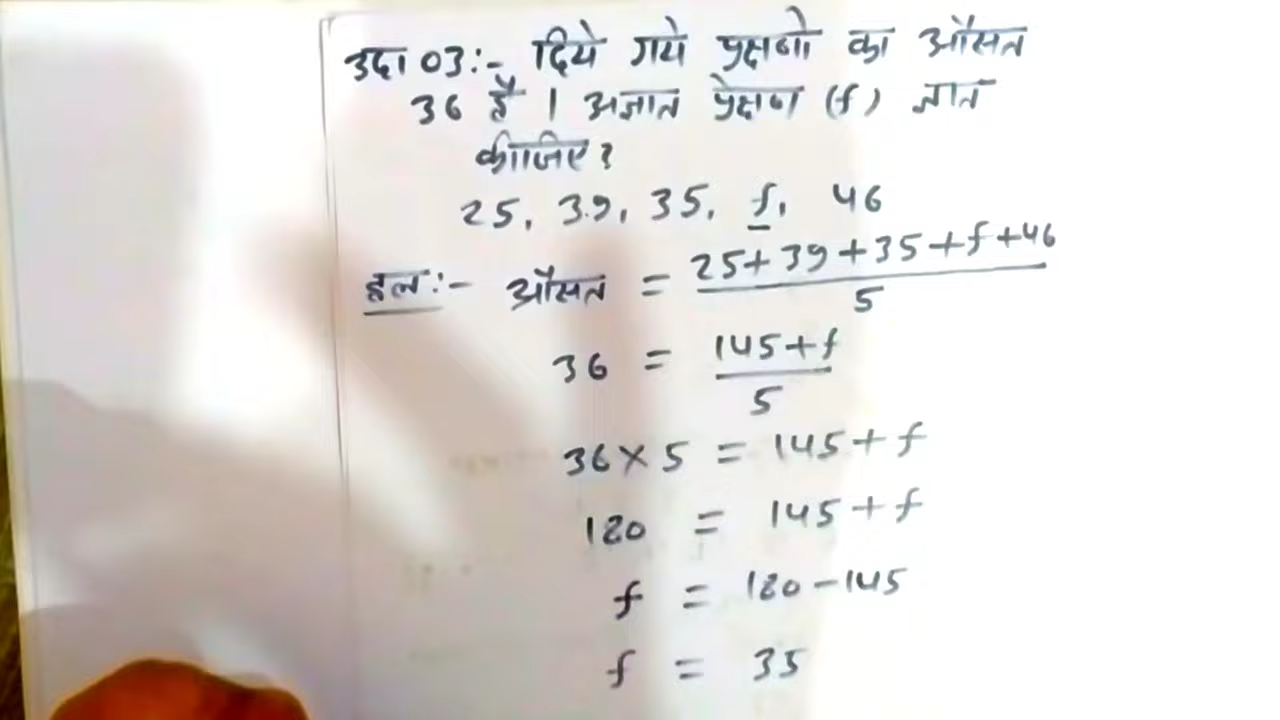 उदा 03:- दिये गये प्रक्षणो का औसत
36 है । अज्ञात प्रेक्षण (f) ज्ञात
कीजिए?
25, 39, 35, f, 46
हल:- औसत = 25+39+35+f+46
5
36 = 145+f
5
36×5 = 145+f
180 = 145+f
f = 180-145
f = 35